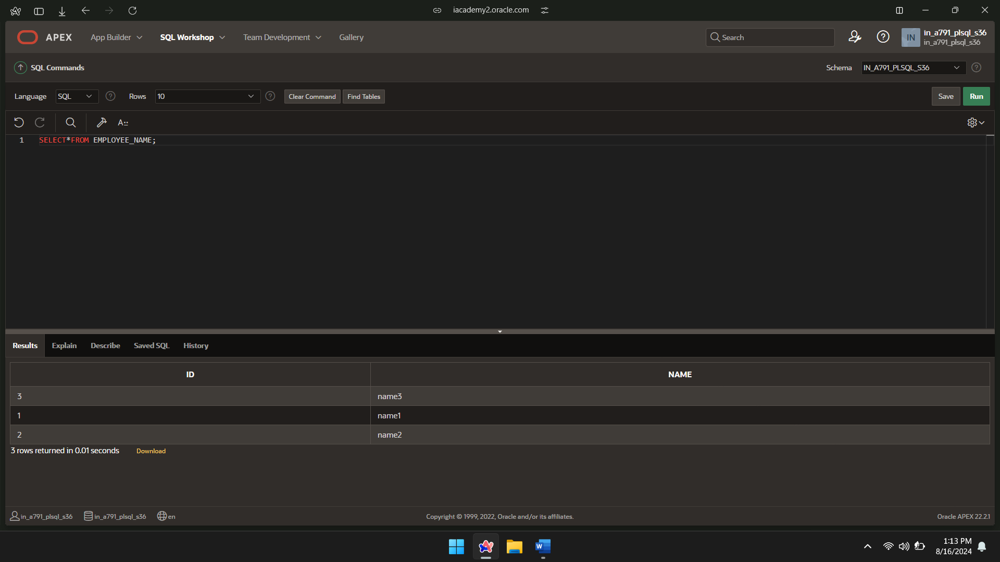 iacademy2.oracle.com
APEX App Builder SQL Workshop Team Development Gallery Search IN in_a791_plsql_s36
in_a791_plsql_s36
SQL Commands Schema IN_A791_PLSQL_S36
Language SQL Rows 10 Clear Command Find Tables Save Run
A::
1 SELECT*FROM EMPLOYEE_NAME;
Results Explain Describe Saved SQL History
ID NAME
3 name3
1 name1
2 name2
3 rows returned in 0.01 seconds Download
in_a791_plsql_s36 in_a791_plsql_s36 en Copyright © 1999, 2022, Oracle and/or its affiliates. Oracle APEX 22.2.1
W 1:13 PM
8/16/2024